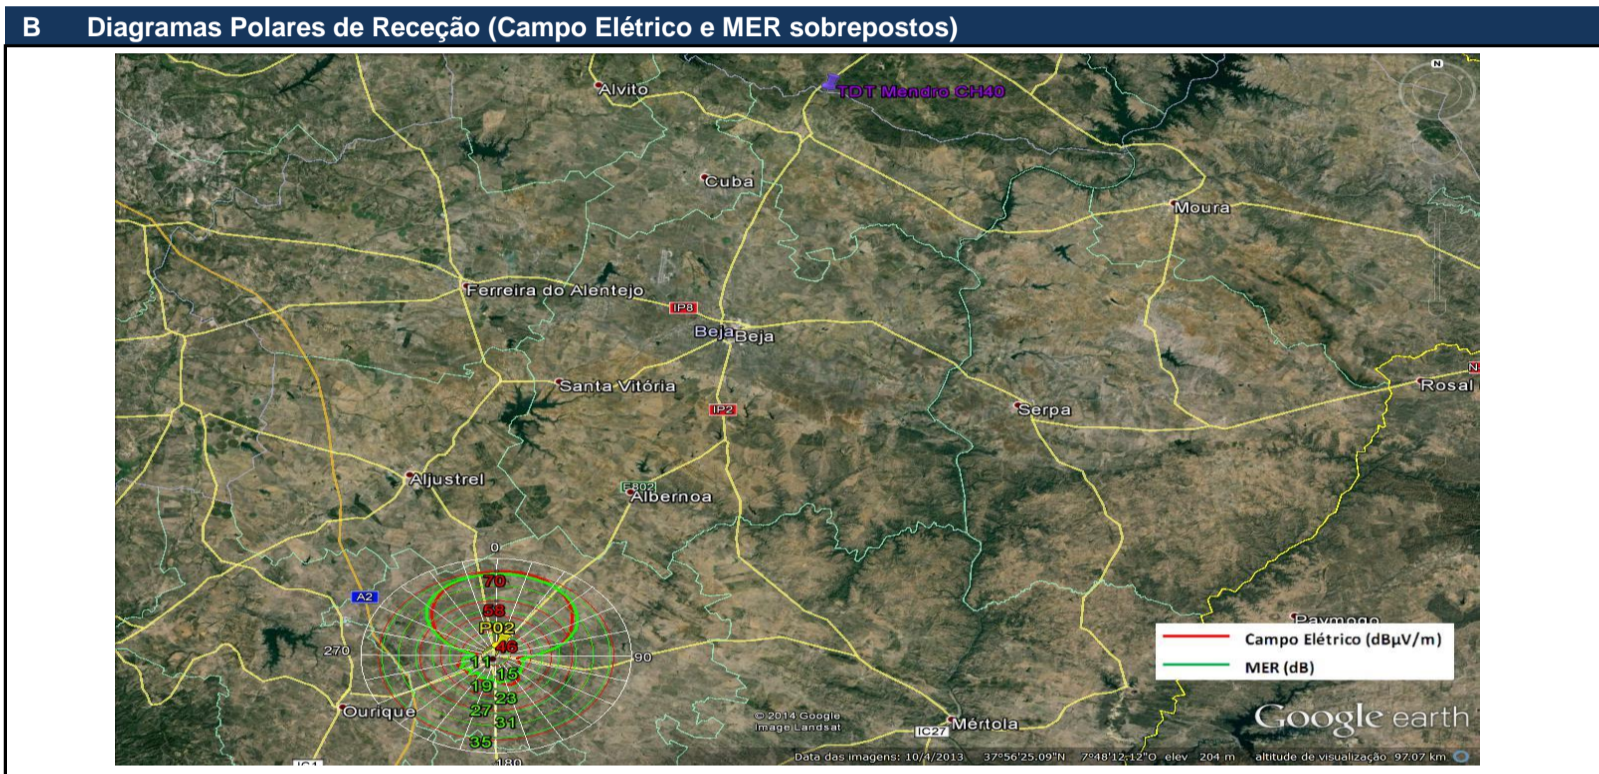 B Diagramas Polares de Receção (Campo Elétrico e MER sobrepostos)
N
Alvito
TDT Mendro CH40
Cuba
Moura
Ferreira do Alentejo
IP8
Beja
Beja
Santa Vitória
Rosal
IP2
Serpa
Aljustrel
E802
Albernoa
0
70
A2
58
Paymogo
P02
46
270
90
11
15
19
23
27
31
35
180
Campo Elétrico (dBµV/m)
MER (dB)
Ourique
© 2014 Google
Image Landsat
Mértola
IC27
Google earth
IC1
Data das imagens: 10/4/2013 37°56'25.09"N 7°48'12.12"O elev 204 m altitude de visualização 97.07 km